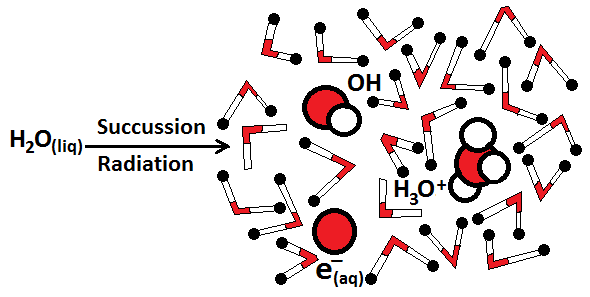 H₂O(liq)
Succussion
Radiation
OH
H₃O⁺
e⁻(aq)